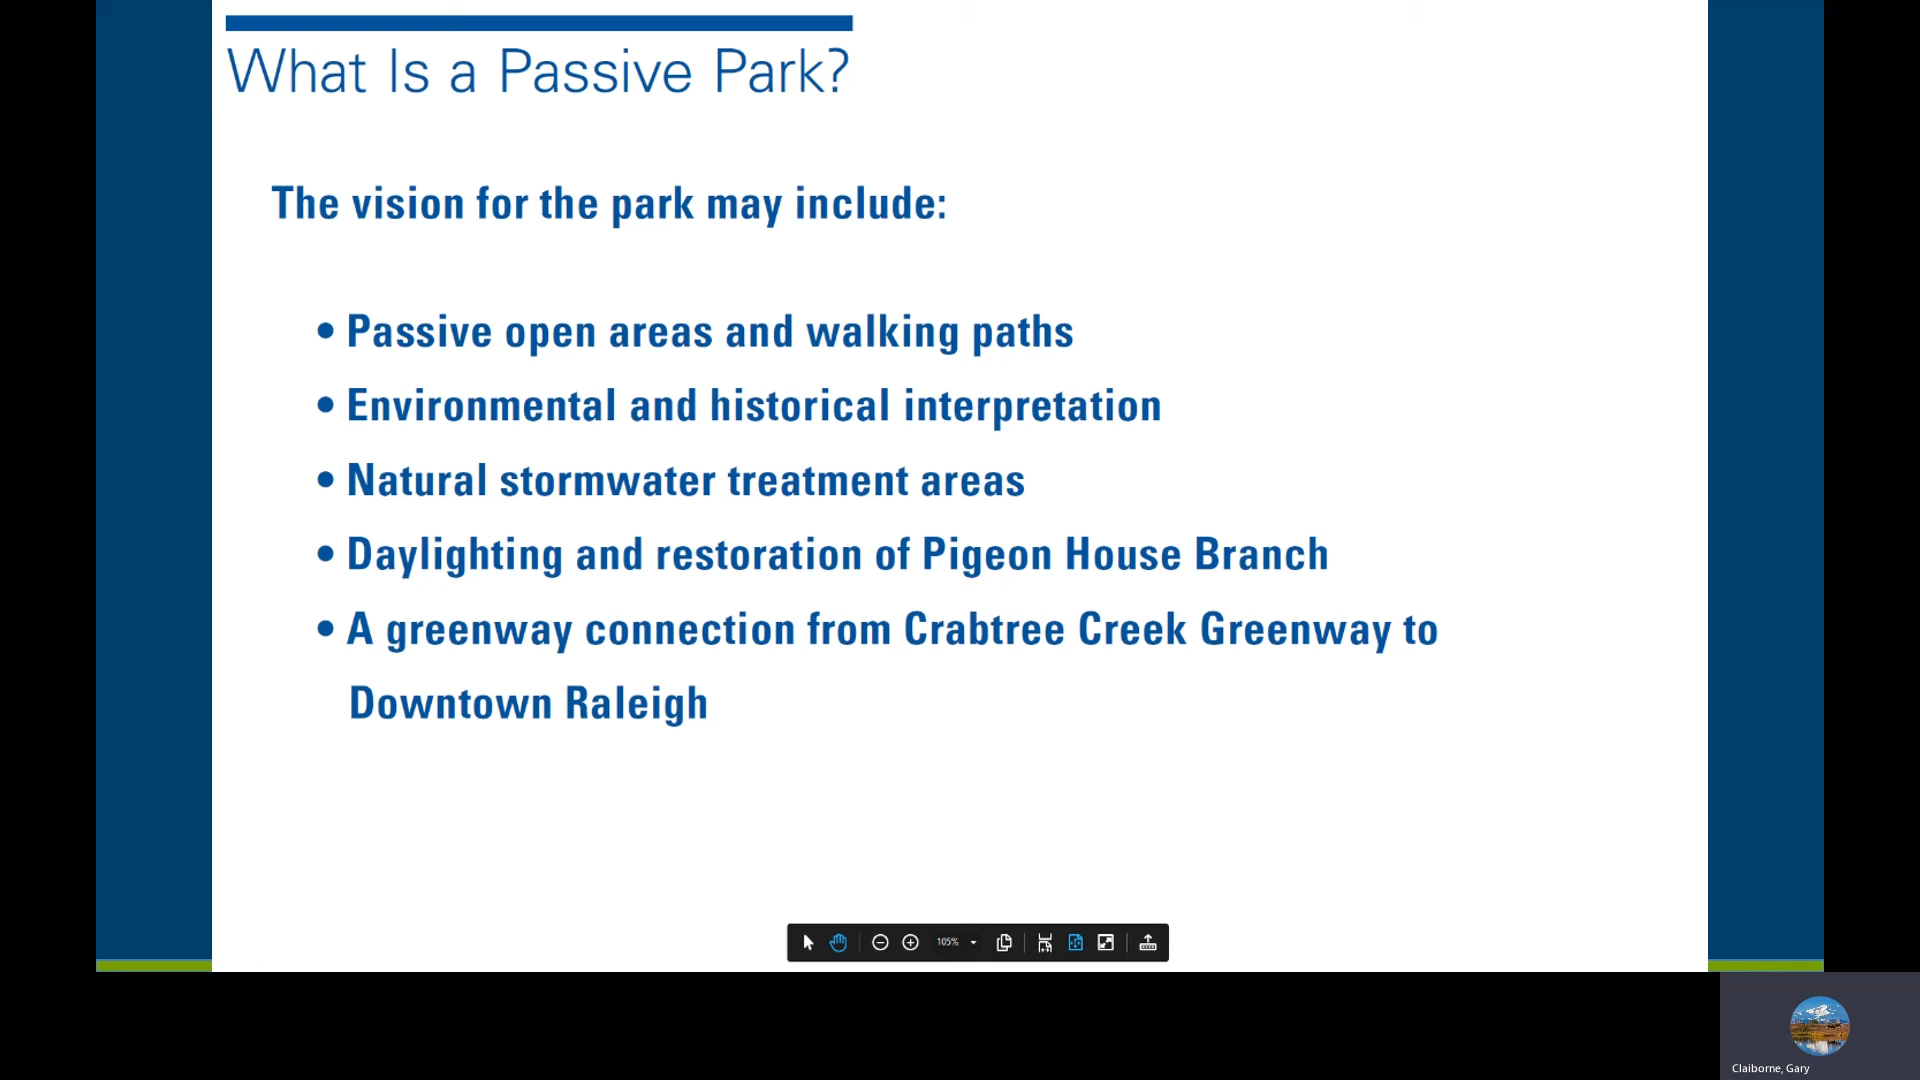 What Is a Passive Park?
The vision for the park may include:
• Passive open areas and walking paths
• Environmental and historical interpretation
• Natural stormwater treatment areas
• Daylighting and restoration of Pigeon House Branch
• A greenway connection from Crabtree Creek Greenway to
Downtown Raleigh
105%
Claiborne, Gary